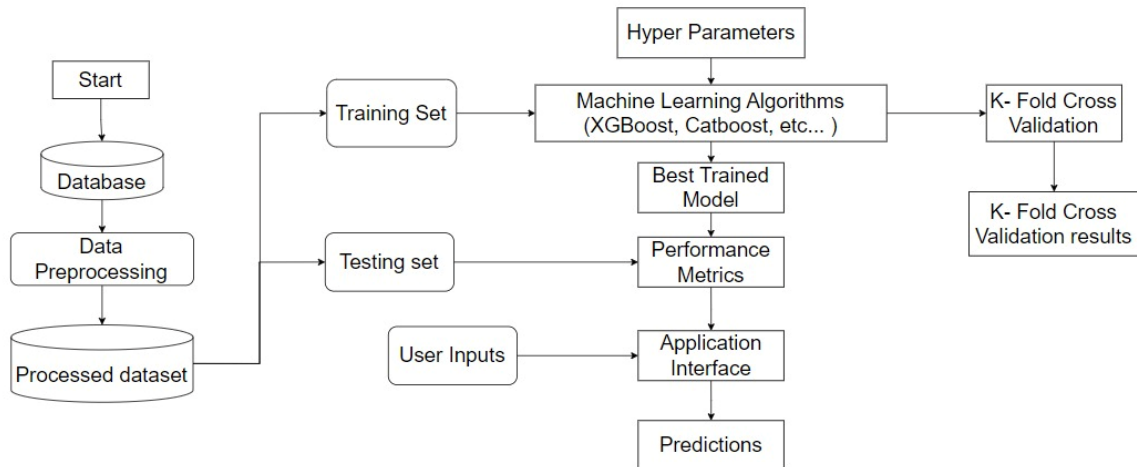 Hyper Parameters
Start
Training Set
Machine Learning Algorithms
(XGBoost, Catboost, etc... )
K- Fold Cross
Validation
Database
Best Trained
Model
K- Fold Cross
Validation results
Data
Preprocessing
Testing set
Performance
Metrics
Processed dataset
User Inputs
Application
Interface
Predictions